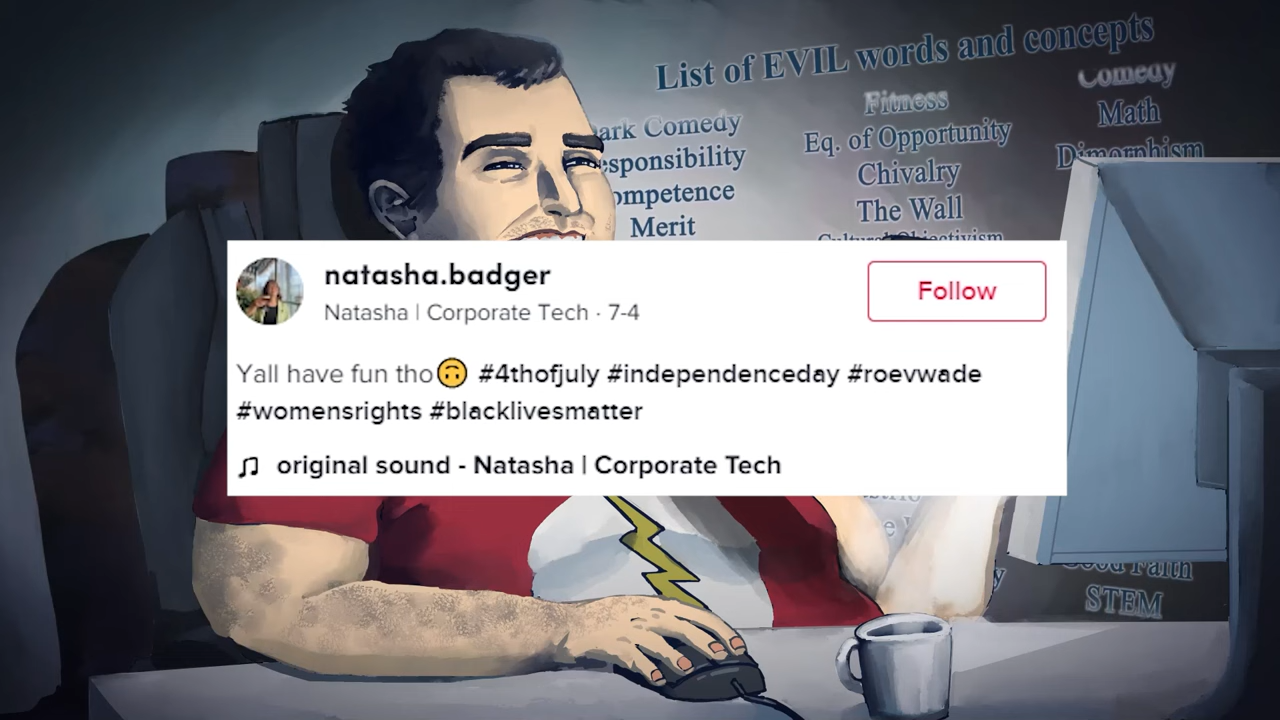 List of EVIL words and concepts
Comedy
Fitness
ark Comedy
Eq. of Opportunity
Math
esponsibility
Chivalry
Dimorphism
ompetence
The Wall
Merit
Cultural Objectivism
natasha.badger
Follow
Natasha | Corporate Tech · 7-4
Yall have fun tho🙃 #4thofjuly #independenceday #roevwade
#womensrights #blacklivesmatter
original sound - Natasha | Corporate Tech
Good Faith
STEM